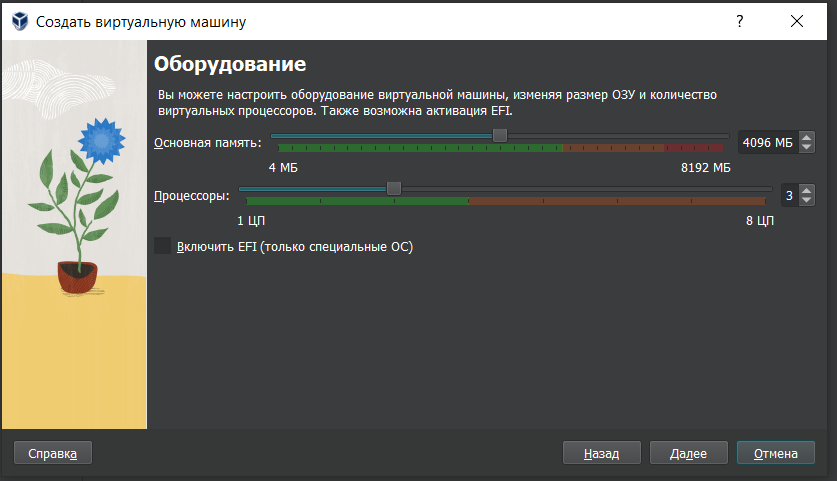 Создать виртуальную машину
?
Оборудование
Вы можете настроить оборудование виртуальной машины, изменяя размер ОЗУ и количество
виртуальных процессоров. Также возможна активация EFI.
Основная память:
4096 МБ
4 МБ
8192 МБ
Процессоры:
3
1 ЦП
8 ЦП
Включить EFI (только специальные ОС)
Справка
Назад
Далее
Отмена